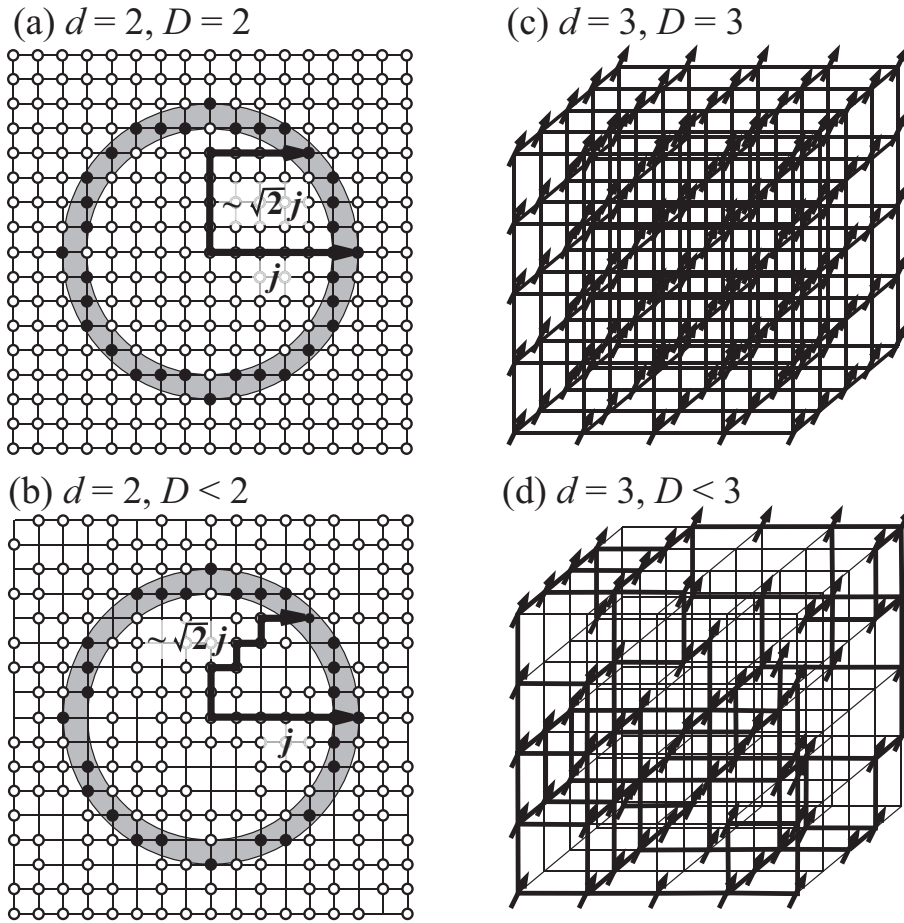 (a) d = 2, D = 2
~ √2 j
j
(b) d = 2, D < 2
~√2 j
j
(c) d = 3, D = 3
(d) d = 3, D < 3